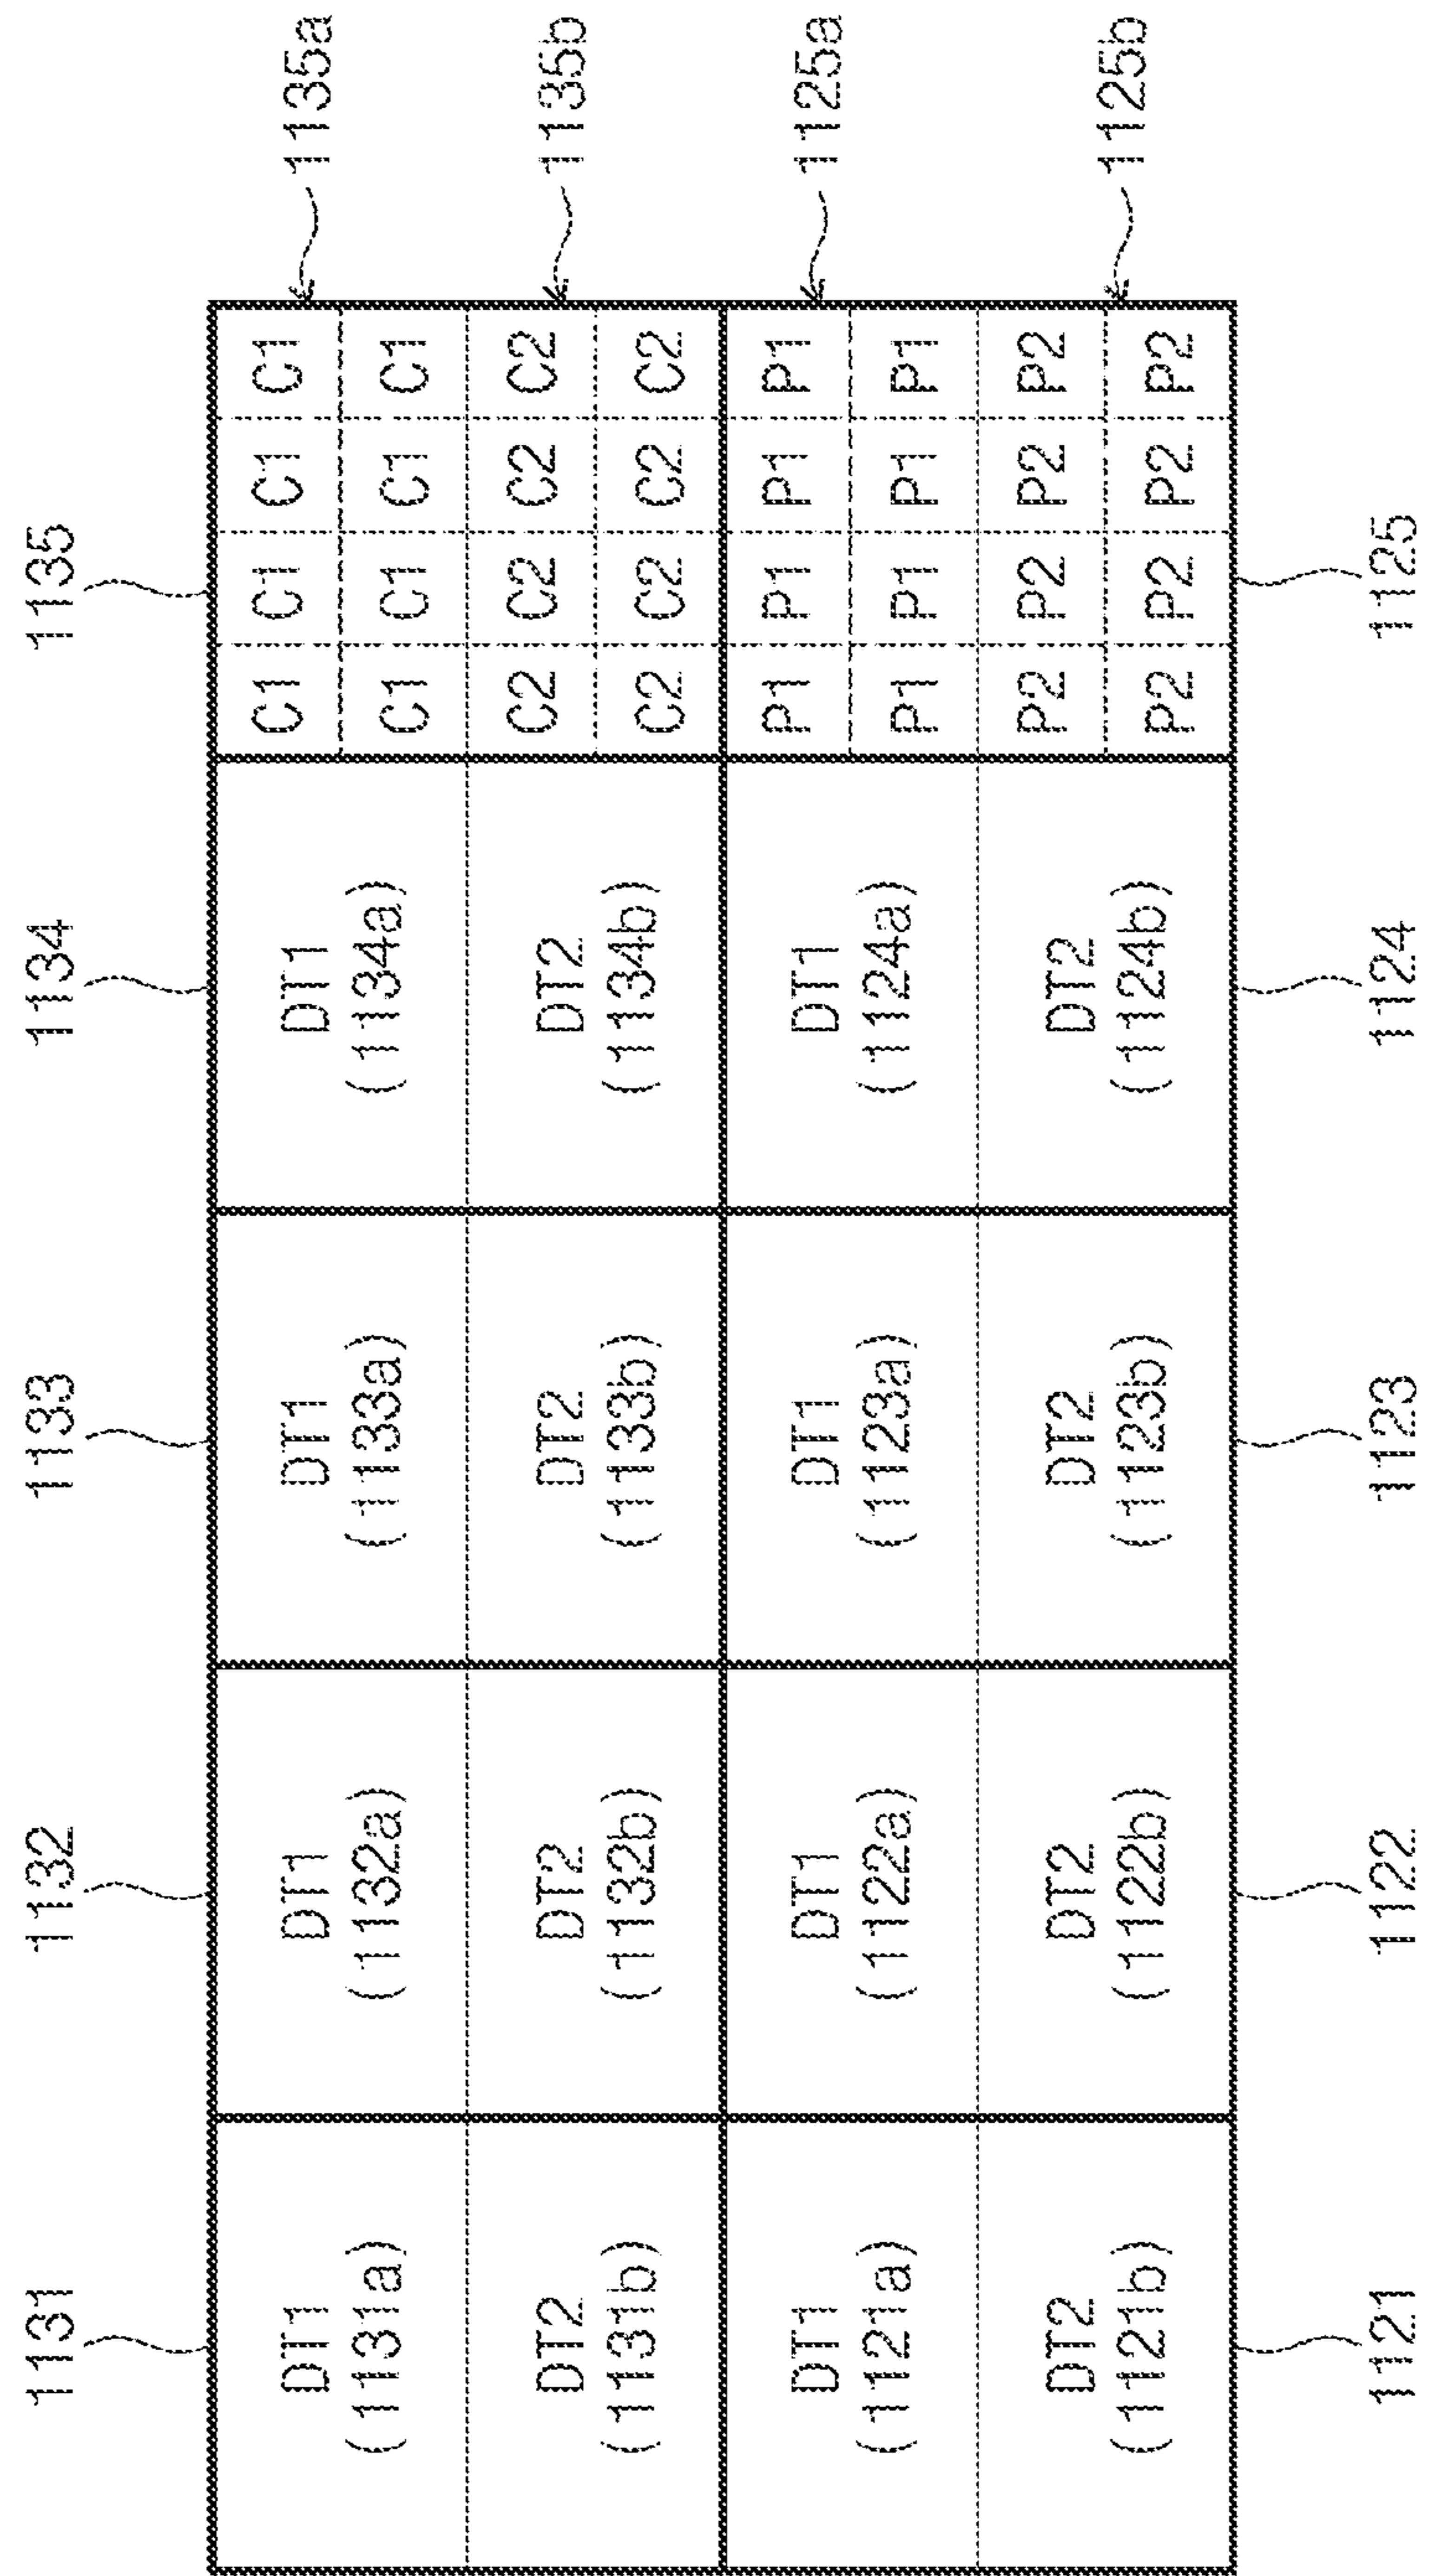 1131 1132 1133 1134 1135
DT1 DT1 DT1 DT1 C1 C1 C1 C1 1135a
(1131a) (1132a) (1133a) (1134a) C1 C1 C1 C1
DT2 DT2 DT2 DT2 C2 C2 C2 C2 1135b
(1131b) (1132b) (1133b) (1134b) C2 C2 C2 C2
DT1 DT1 DT1 DT1 P1 P1 P1 P1 1125a
(1121a) (1122a) (1123a) (1124a) P1 P1 P1 P1
DT2 DT2 DT2 DT2 P2 P2 P2 P2 1125b
(1121b) (1122b) (1123b) (1124b) P2 P2 P2 P2
1121 1122 1123 1124 1125